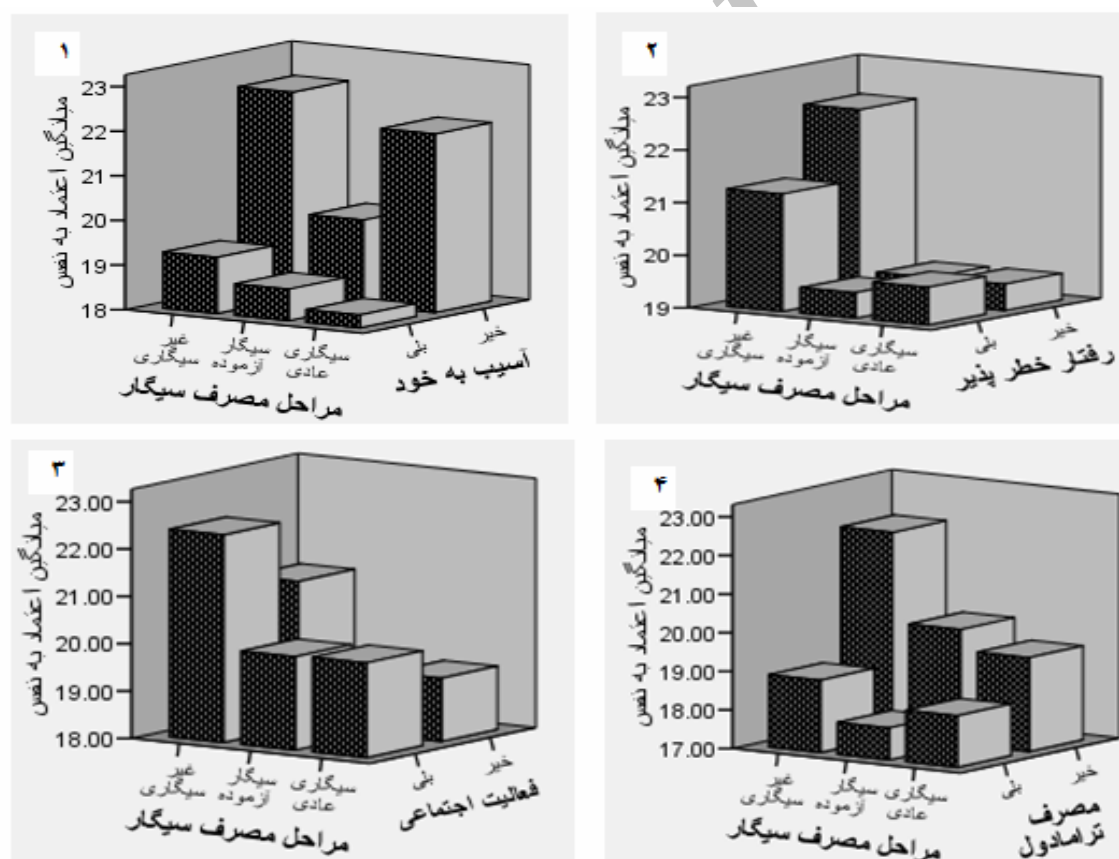 ۱
میانگین اعتماد به نفس
23
22
21
20
19
18
غیر سیگاری
سیگار ازموده
سیگاری عادی
مراحل مصرف سیگار
بلی
خیر
آسیب به خود
۲
میانگین اعتماد به نفس
23
22
21
20
19
غیر سیگاری
سیگار ازموده
سیگاری عادی
مراحل مصرف سیگار
بلی
خیر
رفتار خطر پذیر
۳
میانگین اعتماد به نفس
23.00
22.00
21.00
20.00
19.00
18.00
غیر سیگاری
سیگار ازموده
سیگاری عادی
مراحل مصرف سیگار
بلی
خیر
فعالیت اجتماعی
۴
میانگین اعتماد به نفس
23.00
22.00
21.00
20.00
19.00
18.00
17.00
غیر سیگاری
سیگار ازموده
سیگاری عادی
مراحل مصرف سیگار
بلی
خیر
مصرف
ترامادول